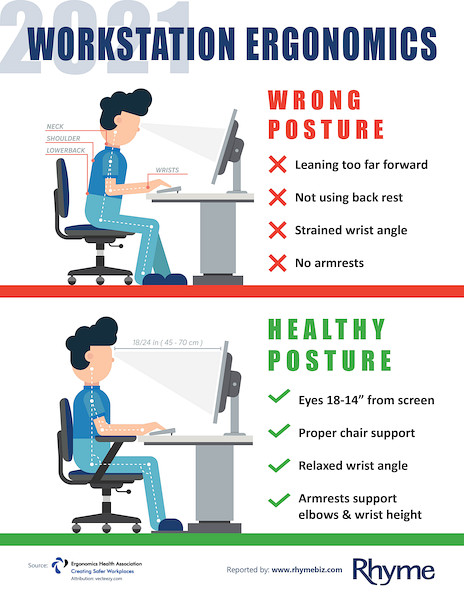 2021
WORKSTATION ERGONOMICS
WRONG
POSTURE
NECK
SHOULDER
LOWERBACK
WRISTS
Leaning too far forward
Not using back rest
Strained wrist angle
No armrests
HEALTHY
POSTURE
18/24 in ( 45 - 70 cm )
Eyes 18-14” from screen
Proper chair support
Relaxed wrist angle
Armrests support
elbows & wrist height
Source:
Ergonomics Health Association
Creating Safer Workplaces
Attribution: vecteezy.com
Reported by: www.rhymebiz.com
Rhyme